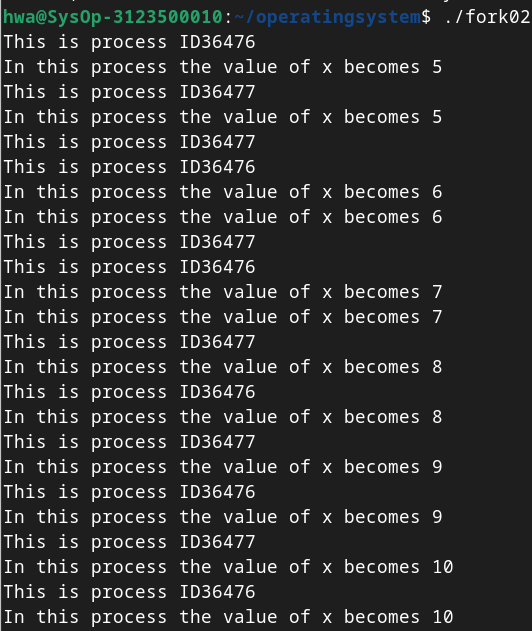 hwa@SysOp-3123500010:~/operatingsystem$ ./fork02
This is process ID36476
In this process the value of x becomes 5
This is process ID36477
In this process the value of x becomes 5
This is process ID36477
This is process ID36476
In this process the value of x becomes 6
In this process the value of x becomes 6
This is process ID36477
This is process ID36476
In this process the value of x becomes 7
In this process the value of x becomes 7
This is process ID36477
In this process the value of x becomes 8
This is process ID36476
In this process the value of x becomes 8
This is process ID36477
In this process the value of x becomes 9
This is process ID36476
In this process the value of x becomes 9
This is process ID36477
In this process the value of x becomes 10
This is process ID36476
In this process the value of x becomes 10